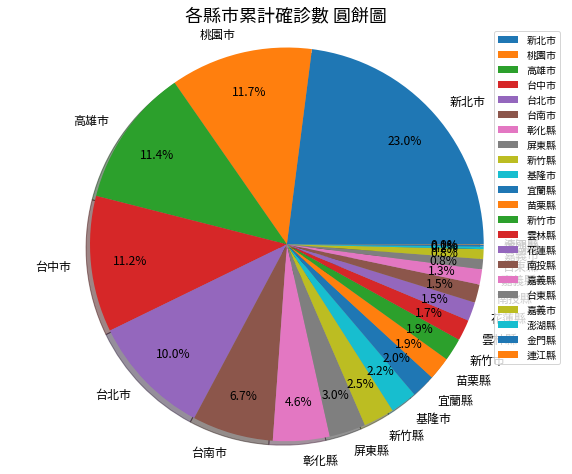 各縣市累計確診數 圓餅圖
新北市
桃園市
高雄市
台中市
台北市
台南市
彰化縣
屏東縣
新竹縣
基隆市
宜蘭縣
苗栗縣
新竹市
23.0%
11.7%
11.4%
11.2%
10.0%
6.7%
4.6%
3.0%
2.5%
2.2%
2.0%
1.9%
1.9%
1.7%
1.5%
1.5%
1.3%
0.8%
新北市
桃園市
高雄市
台中市
台北市
台南市
彰化縣
屏東縣
新竹縣
基隆市
宜蘭縣
苗栗縣
新竹市
雲林縣
花蓮縣
南投縣
嘉義縣
台東縣
嘉義市
澎湖縣
金門縣
連江縣